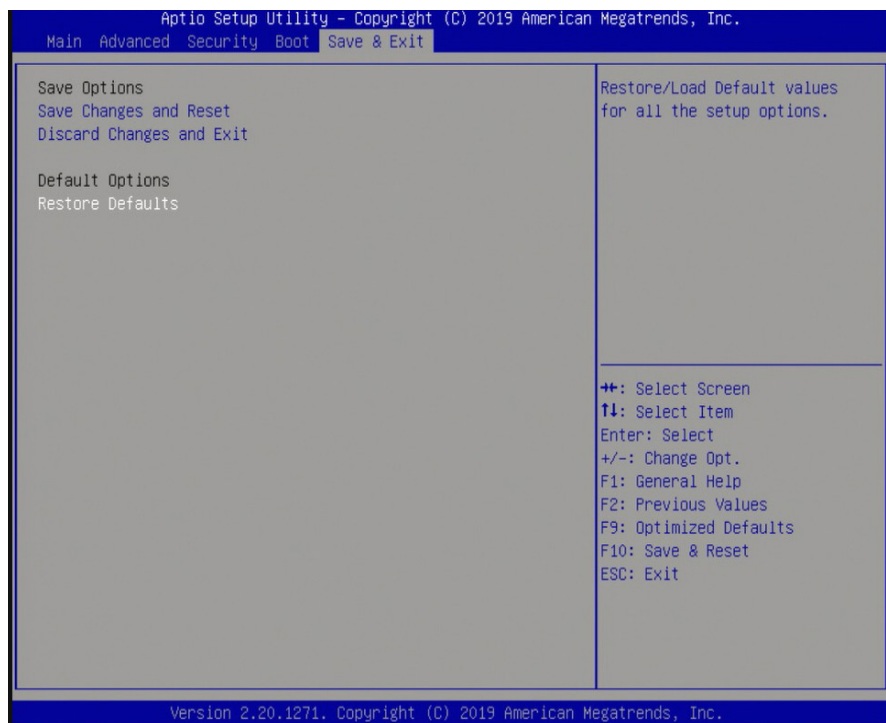 Aptio Setup Utility – Copyright (C) 2019 American Megatrends, Inc.
Main Advanced Security Boot Save & Exit
Save Options
Save Changes and Reset
Discard Changes and Exit
Default Options
Restore Defaults
Restore/Load Default values
for all the setup options.
→←: Select Screen
↑↓: Select Item
Enter: Select
+/-: Change Opt.
F1: General Help
F2: Previous Values
F9: Optimized Defaults
F10: Save & Reset
ESC: Exit
Version 2.20.1271. Copyright (C) 2019 American Megatrends, Inc.